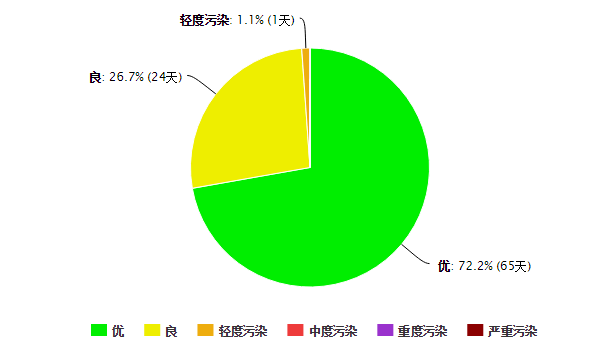 轻度污染: 1.1% (1天)
良: 26.7% (24天)
优: 72.2% (65天)
优 良 轻度污染 中度污染 重度污染 严重污染